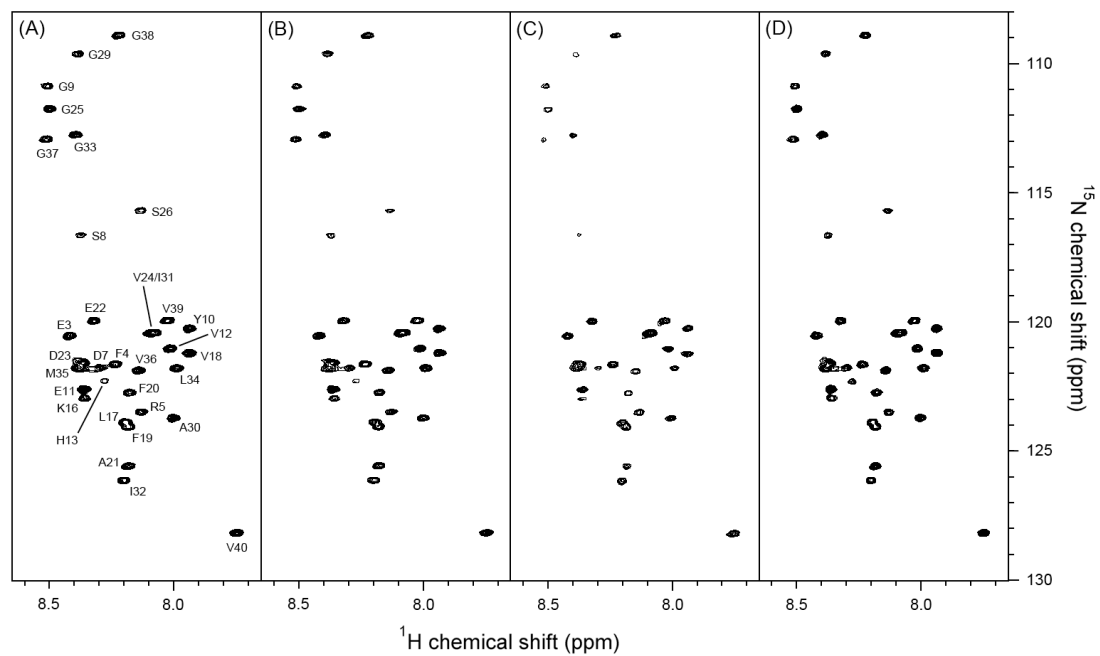 (A)
(B)
(C)
(D)
G38
G29
G9
G25
G33
G37
S26
S8
V24/I31
E22
V39
Y10
E3
V12
D23
D7
F4
V36
V18
M35
L34
E11
F20
K16
R5
L17
A30
H13
F19
A21
I32
V40
110
115
120
125
130
¹⁵N chemical shift (ppm)
8.5 8.0 8.5 8.0 8.5 8.0 8.5 8.0
¹H chemical shift (ppm)